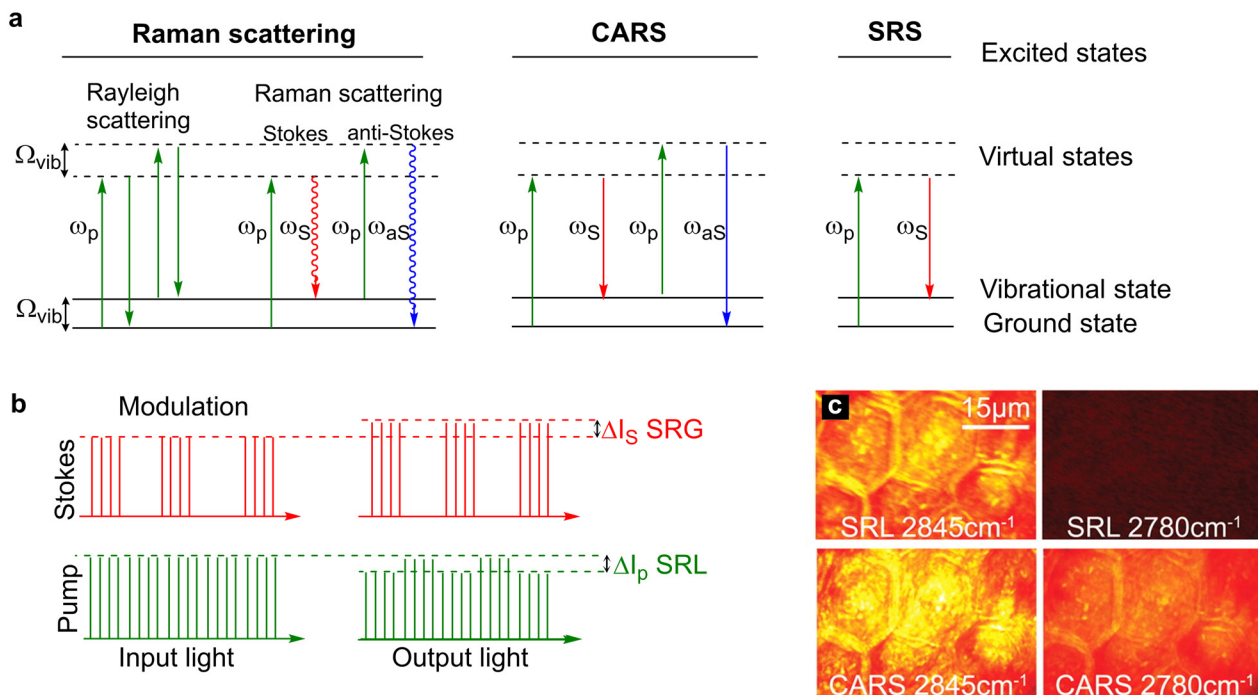 a
Raman scattering
CARS
SRS
Excited states
Rayleigh
scattering
Raman scattering
Stokes
anti-Stokes
Ωvib
Virtual states
ωp
ωS
ωp
ωaS
ωp
ωS
ωp
ωaS
ωp
ωS
Ωvib
Vibrational state
Ground state
b
Modulation
Stokes
ΔIS SRG
Pump
ΔIp SRL
Input light
Output light
c
15μm
SRL 2845cm-1
SRL 2780cm-1
CARS 2845cm-1
CARS 2780cm-1